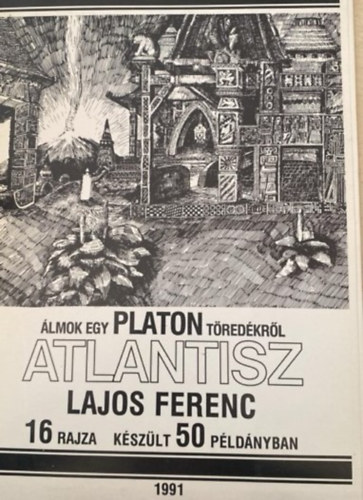 ÁLMOK EGY PLATON TÖREDÉKRŐL
ATLANTISZ
LAJOS FERENC
16 RAJZA KÉSZÜLT 50 PÉLDÁNYBAN
1991